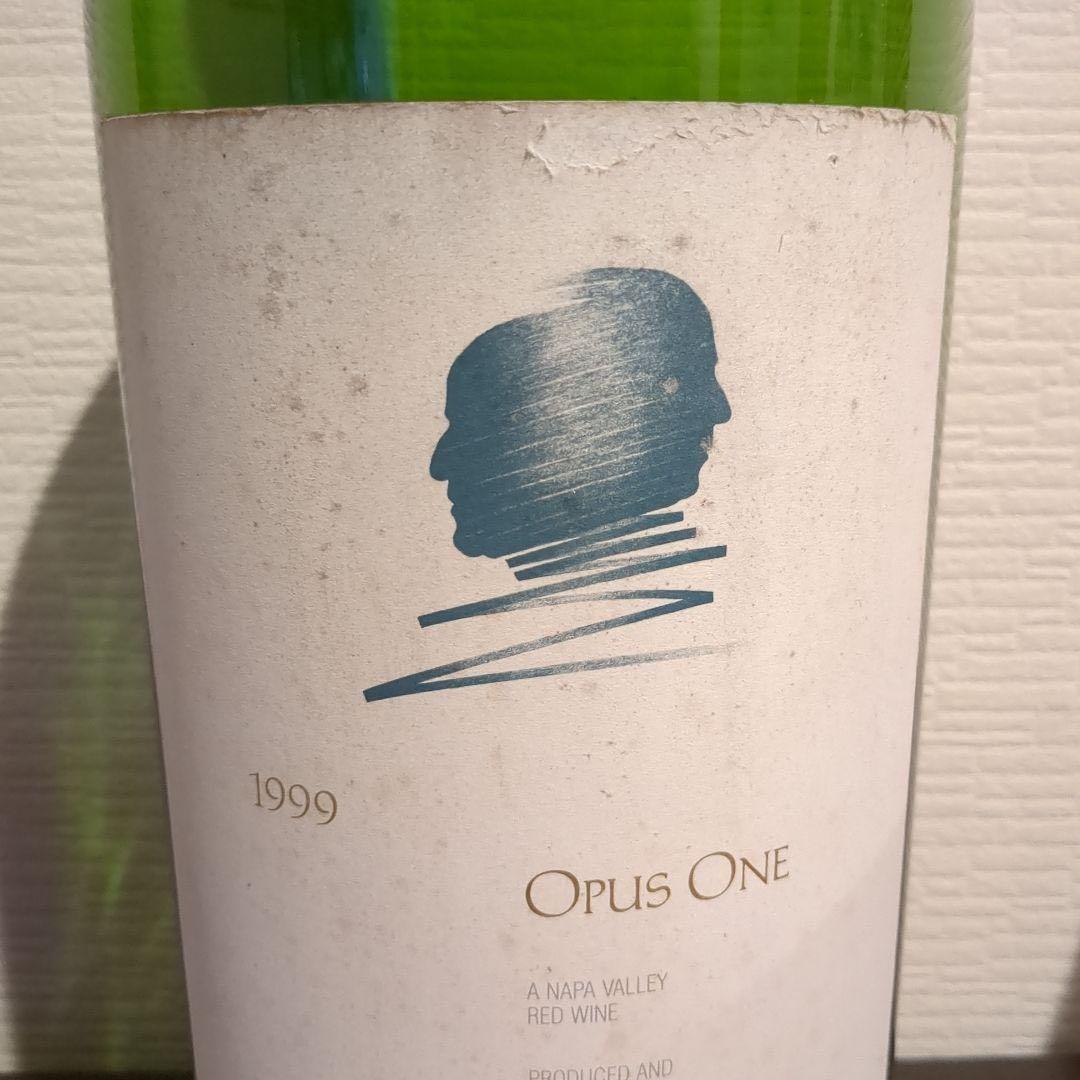 1999
OPUS ONE
A NAPA VALLEY
RED WINE
PRODUCED AND